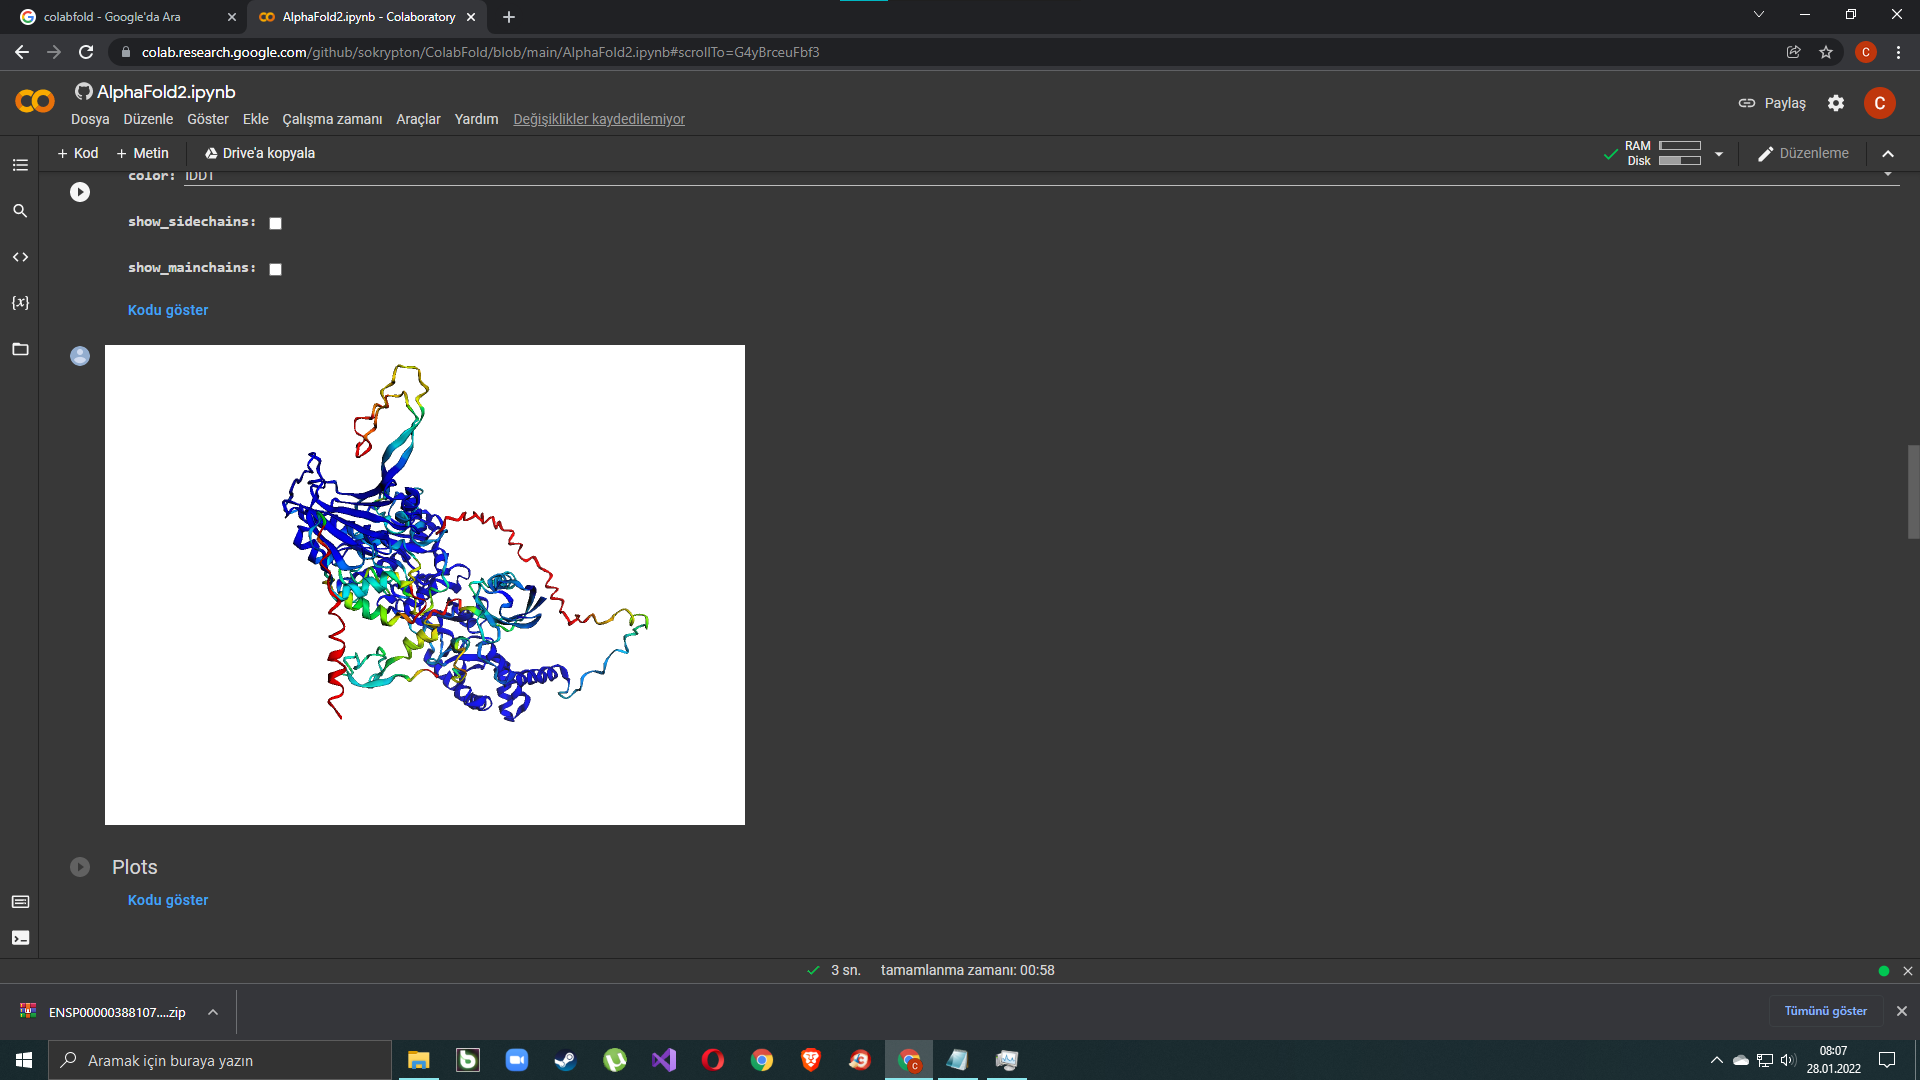 colabfold - Google'da Ara
AlphaFold2.ipynb - Colaboratory
colab.research.google.com/github/sokrypton/ColabFold/blob/main/AlphaFold2.ipynb#scrollTo=G4yBrceuFbf3
C
AlphaFold2.ipynb
Dosya Düzenle Göster Ekle Çalışma zamanı Araçlar Yardım Değişiklikler kaydedilemiyor
Paylaş
C
+ Kod + Metin Drive'a kopyala
RAM
Disk
Düzenleme
color: lDDT
show_sidechains:
show_mainchains:
Kodu göster
{x}
Plots
Kodu göster
3 sn. tamamlanma zamanı: 00:58
ENSP00000388107....zip
Tümünü göster
Aramak için buraya yazın
08:07
28.01.2022